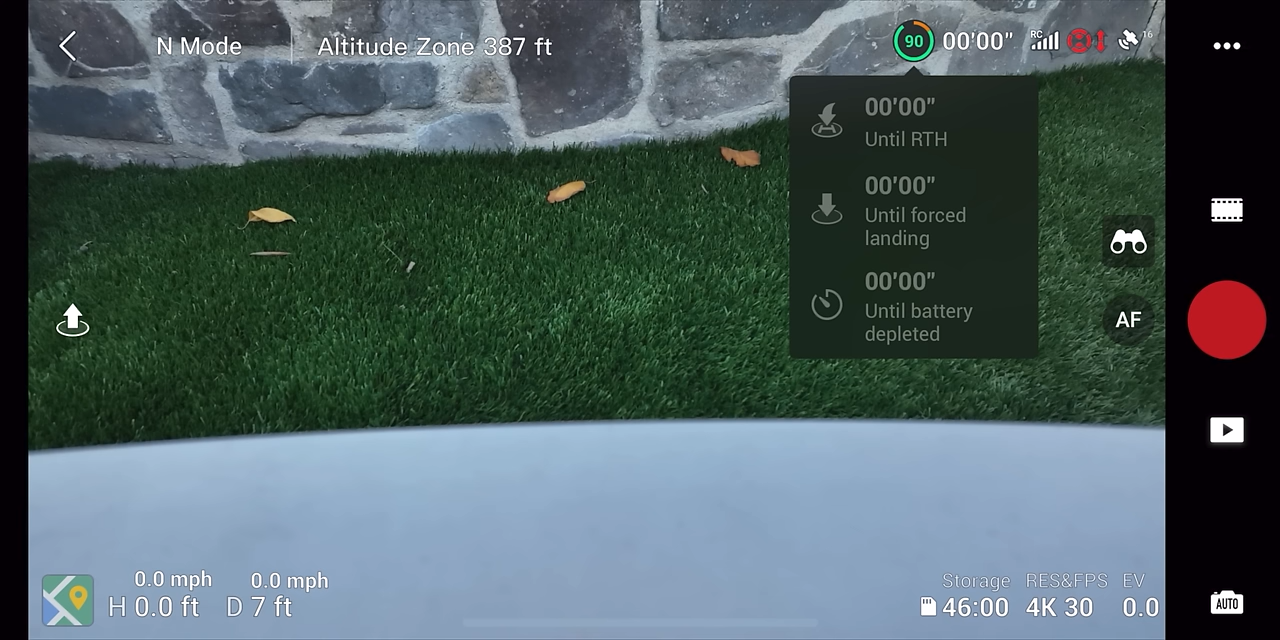 N Mode
Altitude Zone 387 ft
90
00'00"
RC
16
00'00"
Until RTH
00'00"
Until forced
landing
00'00"
Until battery
depleted
AF
0.0 mph
0.0 mph
H 0.0 ft
D 7 ft
Storage
RES&FPS
EV
46:00
4K 30
0.0
AUTO